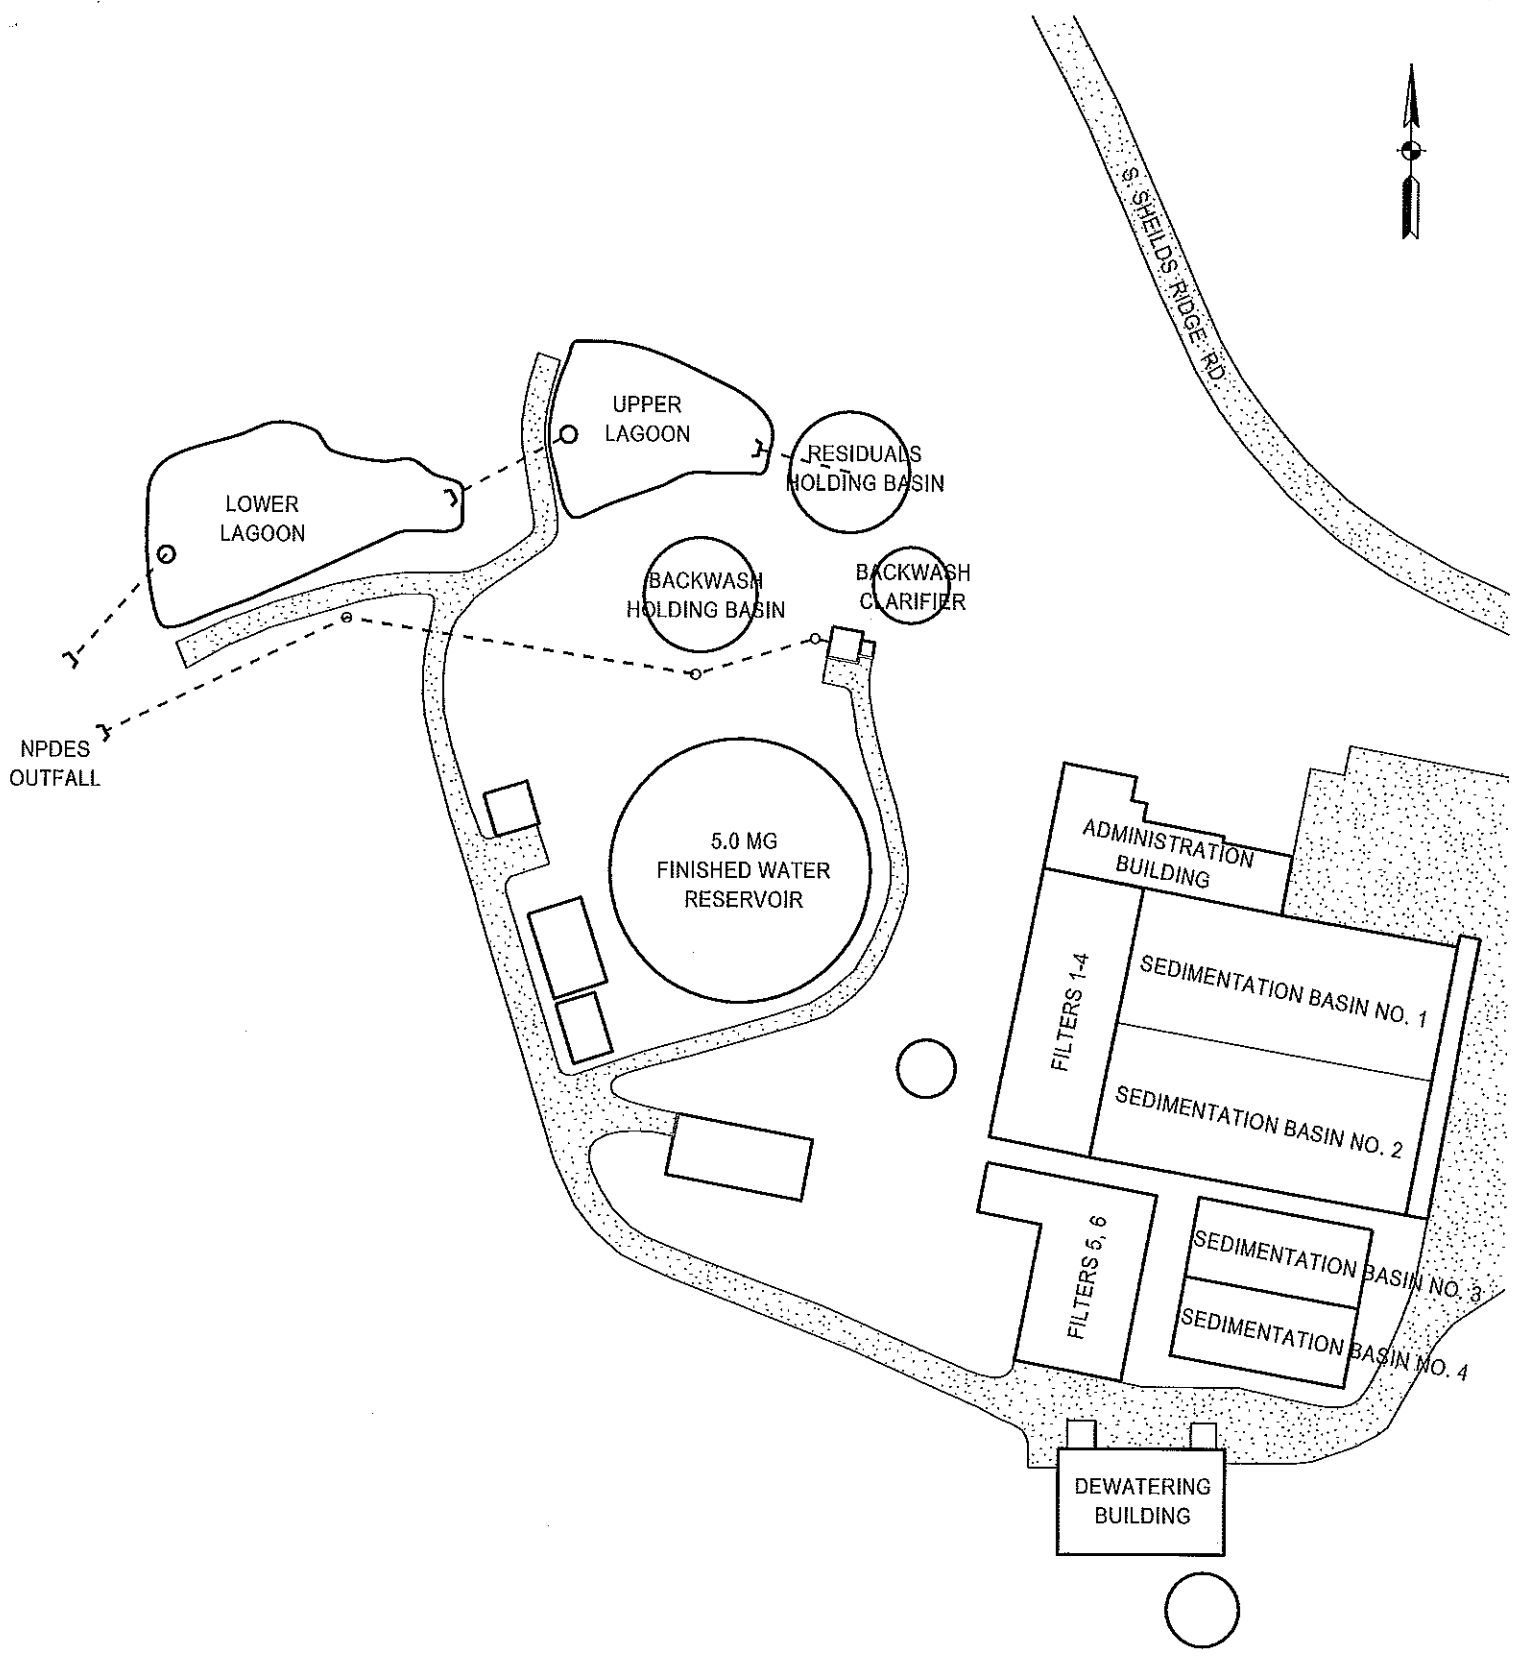 S. SHEILDS RIDGE RD.
UPPER
LAGOON
RESIDUALS
HOLDING BASIN
LOWER
LAGOON
BACKWASH
HOLDING BASIN
BACKWASH
CLARIFIER
NPDES
OUTFALL
5.0 MG
FINISHED WATER
RESERVOIR
ADMINISTRATION
BUILDING
FILTERS 1-4
SEDIMENTATION BASIN NO. 1
SEDIMENTATION BASIN NO. 2
FILTERS 5, 6
SEDIMENTATION BASIN NO. 3
SEDIMENTATION BASIN NO. 4
DEWATERING
BUILDING